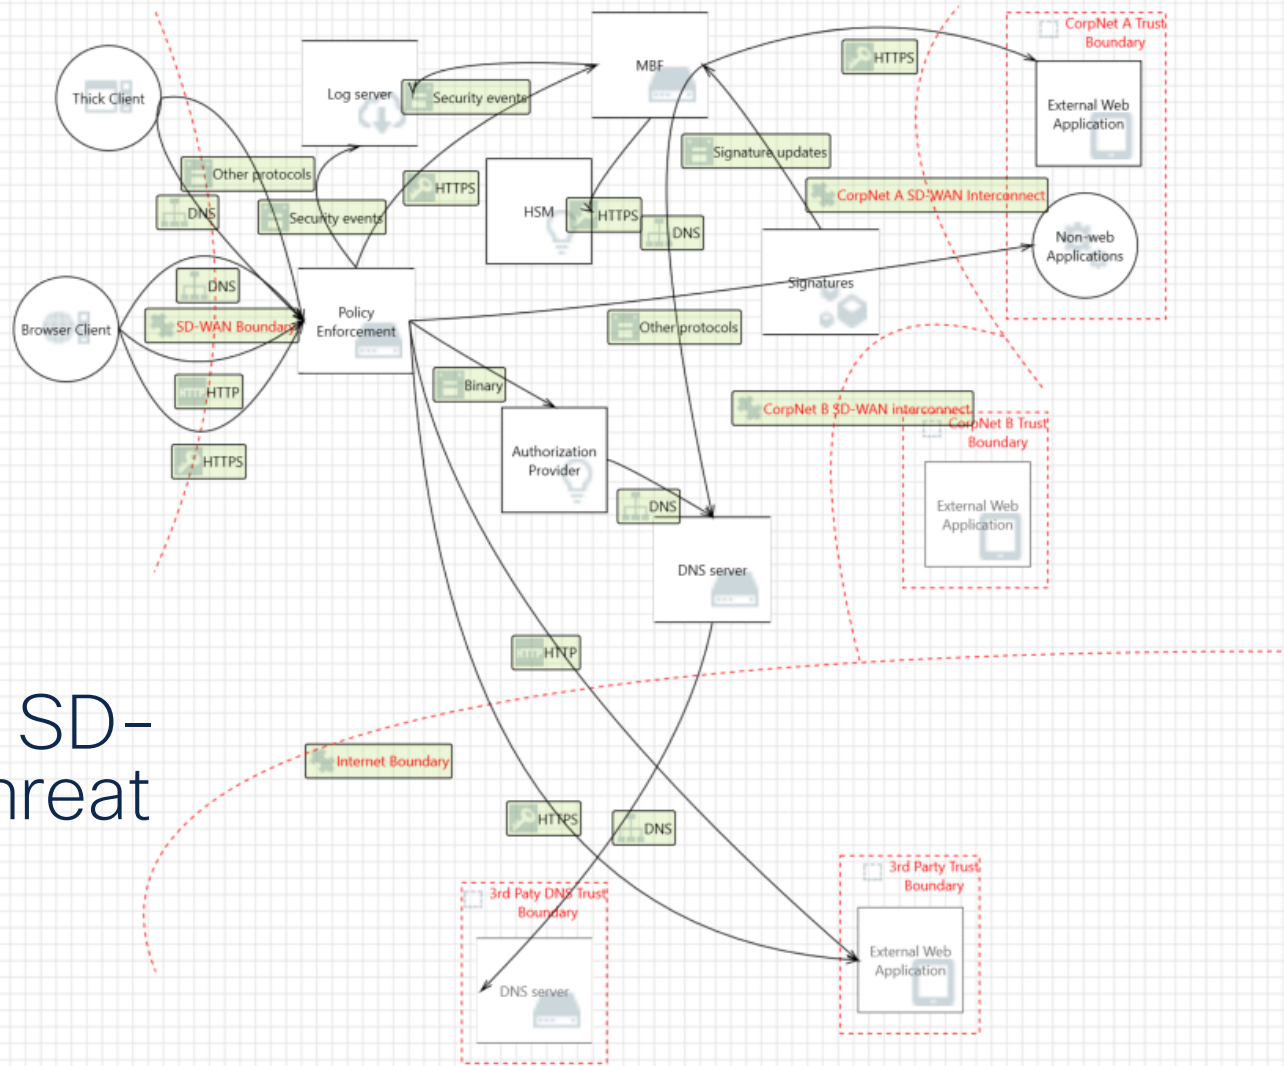 CorpNet A Trust
Boundary
MBF
HTTPS
Thick Client
Log server
Security events
External Web
Application
Signature updates
Other protocols
HTTPS
CorpNet A SD-WAN Interconnect
DNS
Security events
HSM
HTTPS
DNS
Non-web
Applications
DNS
Signatures
Browser Client
SD-WAN Boundary
Policy
Enforcement
Other protocols
HTTP
Binary
CorpNet B SD-WAN interconnect
CorpNet B Trust
Boundary
HTTPS
Authorization
Provider
DNS
External Web
Application
DNS server
HTTP
SD-
hreat
Internet Boundary
HTTPS
DNS
3rd Party Trust
Boundary
3rd Paty DNS Trust
Boundary
External Web
Application
DNS server